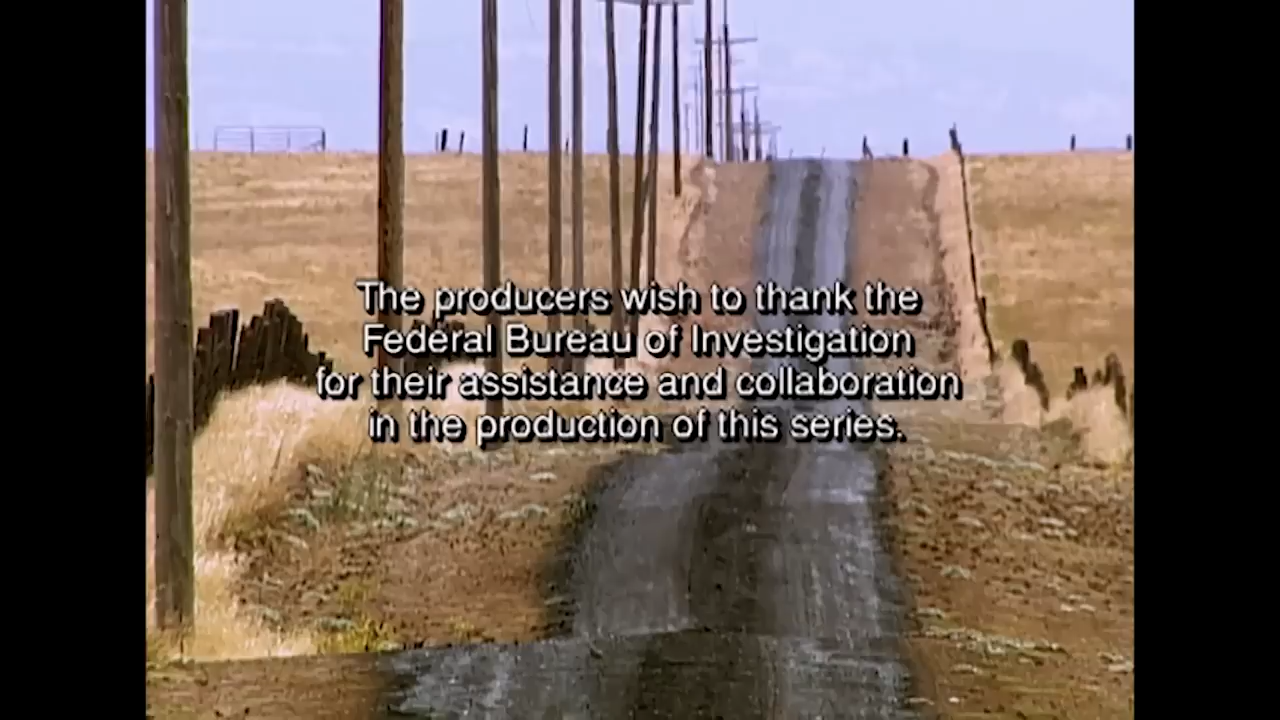 The producers wish to thank the
Federal Bureau of Investigation
for their assistance and collaboration
in the production of this series.